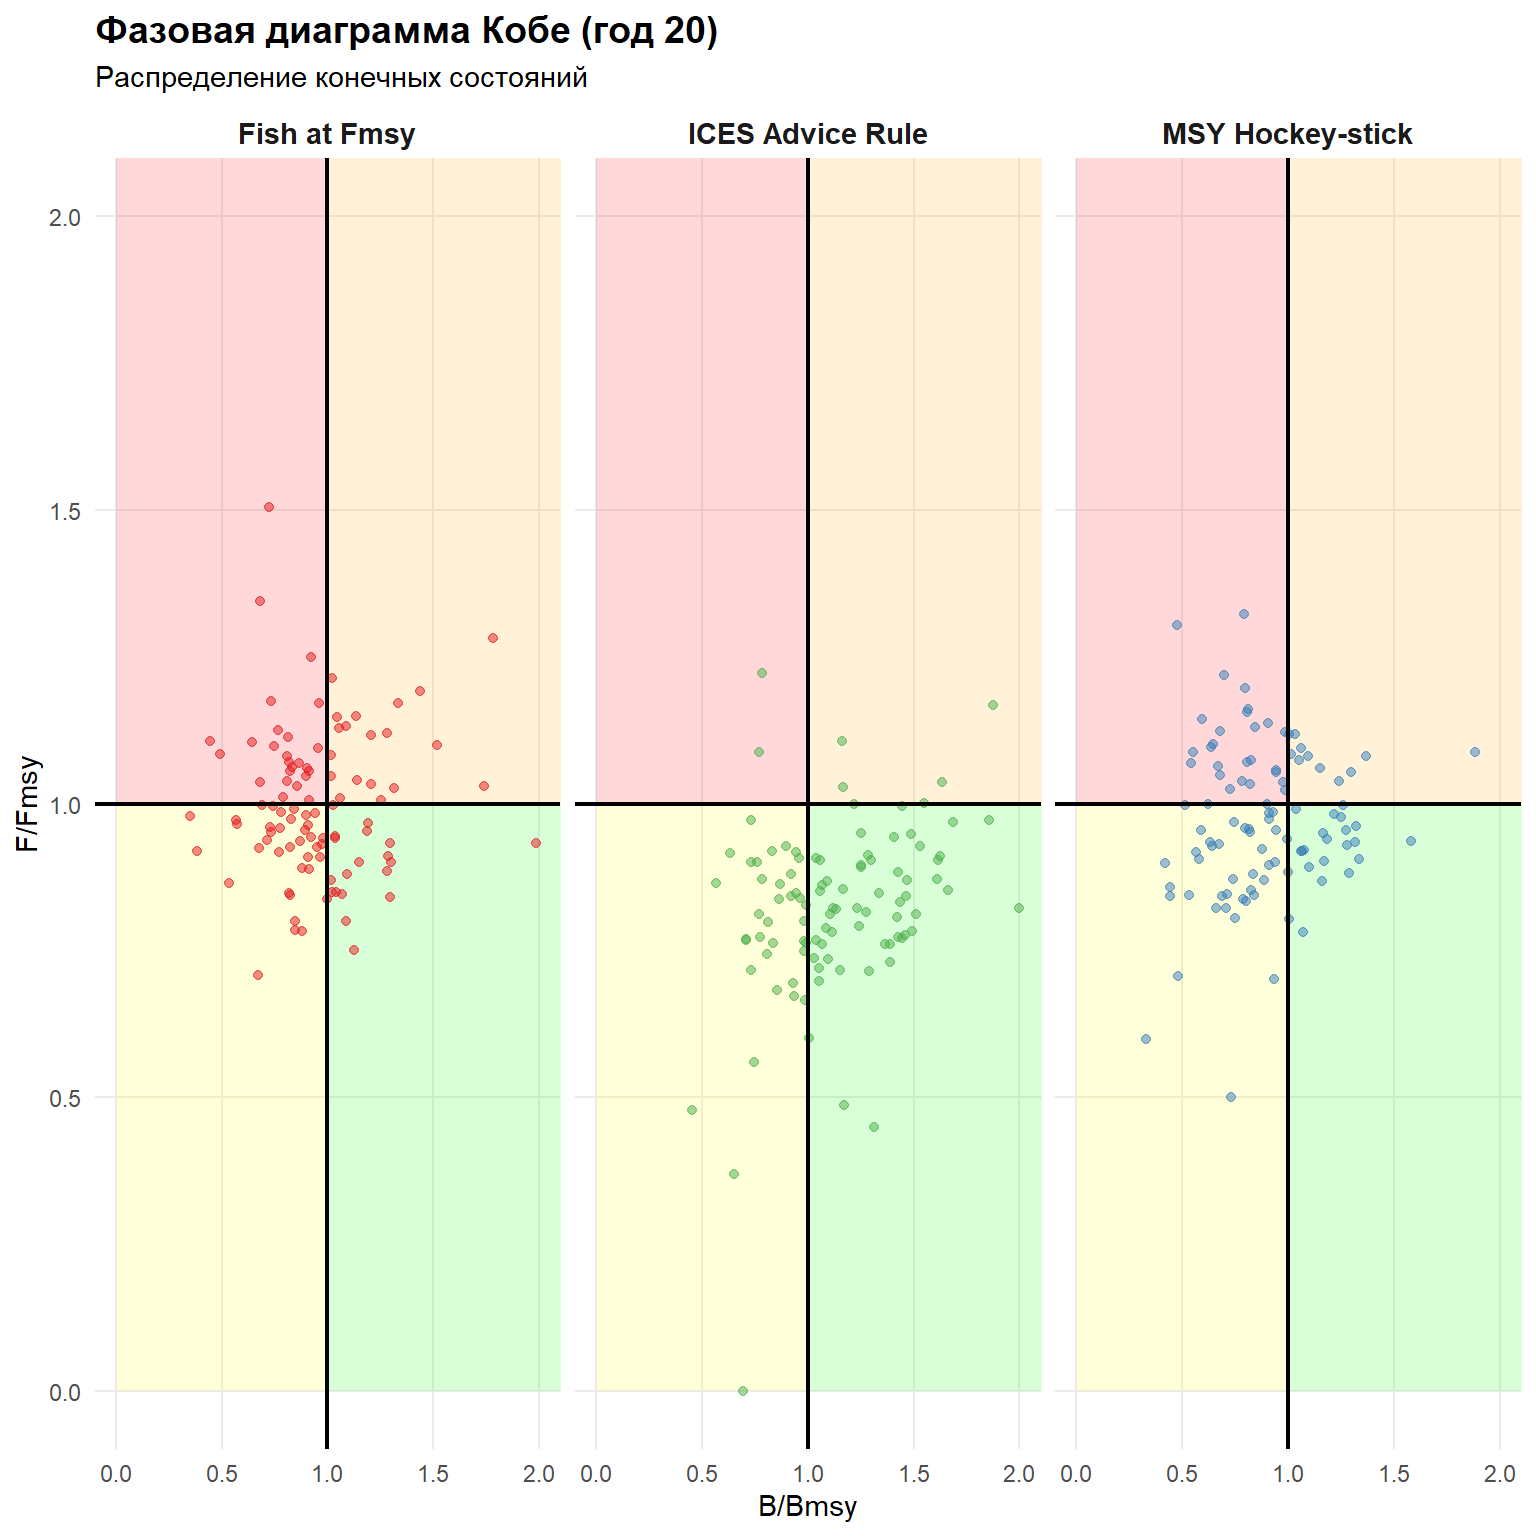 Фазовая диаграмма Кобе (год 20)
Распределение конечных состояний
Fish at Fmsy ICES Advice Rule MSY Hockey-stick
2.0
1.5
1.0
0.5
0.0
F/Fmsy
0.0 0.5 1.0 1.5 2.0 0.0 0.5 1.0 1.5 2.0 0.0 0.5 1.0 1.5 2.0
B/Bmsy